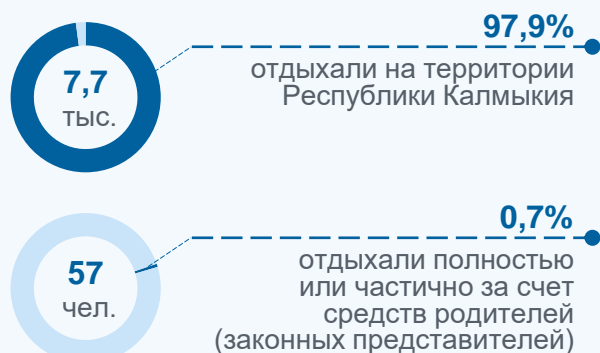 97,9%
7,7
тыс.
отдыхали на территории
Республики Калмыкия
0,7%
57
чел.
отдыхали полностью
или частично за счет
средств родителей
(законных представителей)